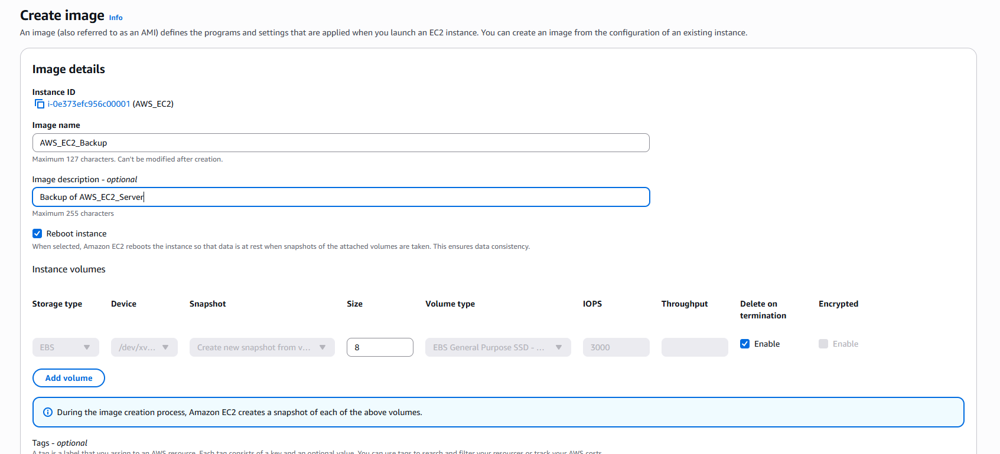 Create image Info
An image (also referred to as an AMI) defines the programs and settings that are applied when you launch an EC2 instance. You can create an image from the configuration of an existing instance.
Image details
Instance ID
i-0e373efc956c00001 (AWS_EC2)
Image name
AWS_EC2_Backup
Maximum 127 characters. Can't be modified after creation.
Image description - optional
Backup of AWS_EC2_Server
Maximum 255 characters
Reboot instance
When selected, Amazon EC2 reboots the instance so that data is at rest when snapshots of the attached volumes are taken. This ensures data consistency.
Instance volumes
Storage type Device Snapshot Size Volume type IOPS Throughput Delete on termination Encrypted
EBS /dev/xv... Create new snapshot from v... 8 EBS General Purpose SSD - ... 3000 Enable Enable
Add volume
During the image creation process, Amazon EC2 creates a snapshot of each of the above volumes.
Tags - optional
A tag is a label that you assign to an AWS resource. Each tag consists of a key and an optional value. You can use tags to search and filter your resources or track your AWS costs.